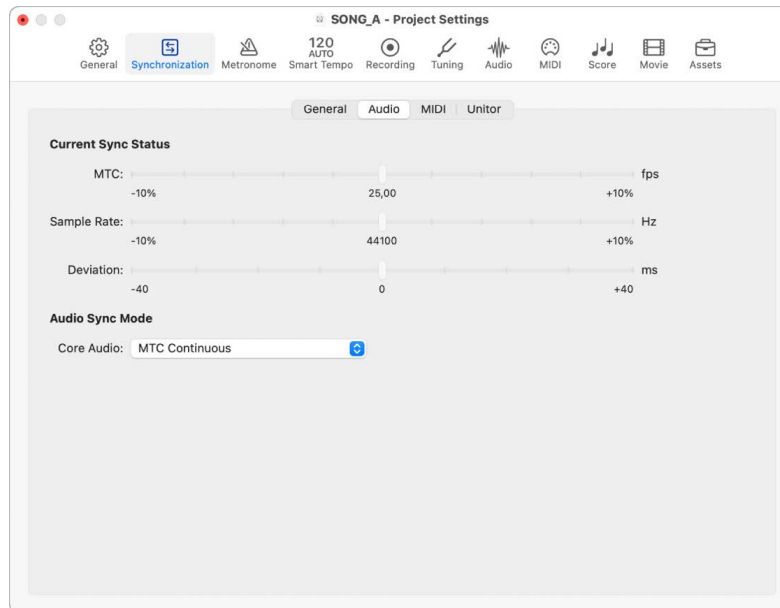 SONG_A - Project Settings
General Synchronization Metronome 120 AUTO Smart Tempo Recording Tuning Audio MIDI Score Movie Assets
General Audio MIDI Unitor
Current Sync Status
MTC: fps
-10% 25,00 +10%
Sample Rate: Hz
-10% 44100 +10%
Deviation: ms
-40 0 +40
Audio Sync Mode
Core Audio: MTC Continuous